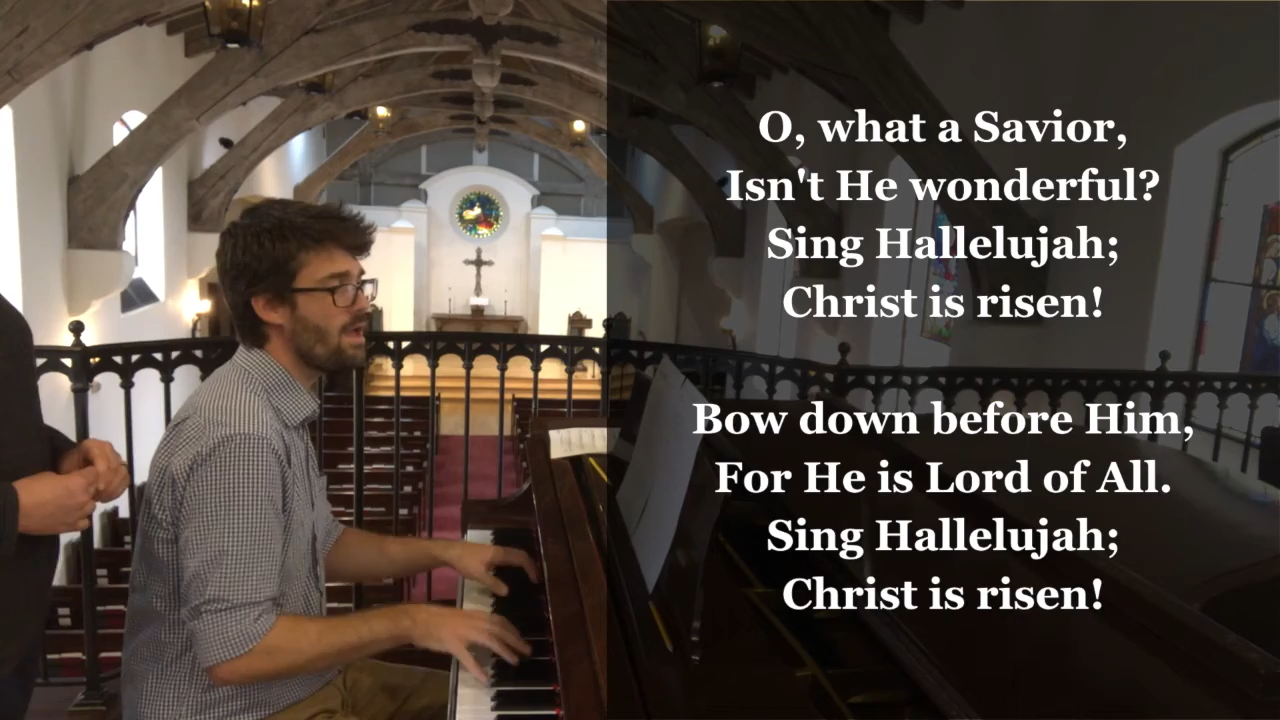 O, what a Savior,
Isn't He wonderful?
Sing Hallelujah;
Christ is risen!
Bow down before Him,
For He is Lord of All.
Sing Hallelujah;
Christ is risen!